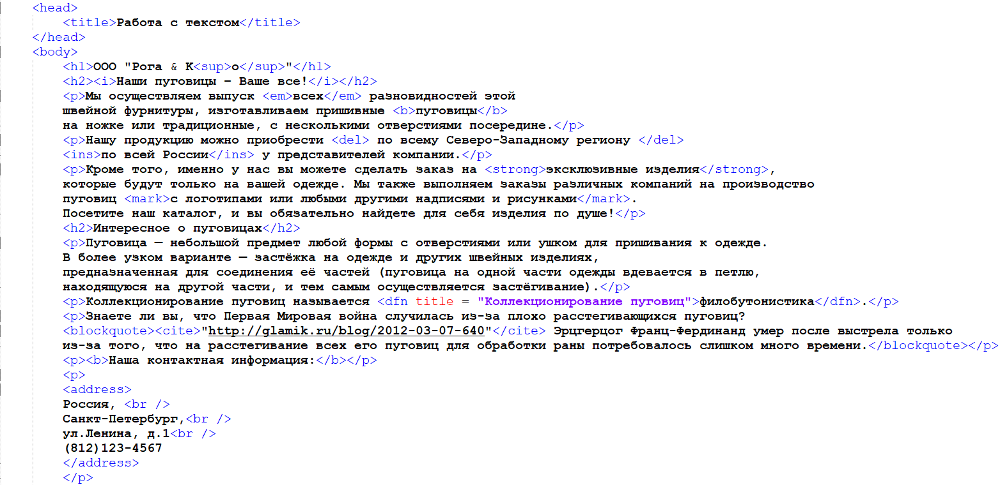 <head>
<title>Работа с текстом</title>
</head>
<body>
<h1>ООО "Рога & К<sup>о</sup>"</h1>
<h2><i>Наши пуговицы – Ваше все!</i></h2>
<p>Мы осуществляем выпуск <em>всех</em> разновидностей этой
швейной фурнитуры, изготавливаем пришивные <b>пуговицы</b>
на ножке или традиционные, с несколькими отверстиями посередине.</p>
<p>Нашу продукцию можно приобрести <del> по всему Северо-Западному региону </del>
<ins>по всей России</ins> у представителей компании.</p>
<p>Кроме того, именно у нас вы можете сделать заказ на <strong>эксклюзивные изделия</strong>,
которые будут только на вашей одежде. Мы также выполняем заказы различных компаний на производство
пуговиц <mark>с логотипами или любыми другими надписями и рисунками</mark>.
Посетите наш каталог, и вы обязательно найдете для себя изделия по душе!</p>
<h2>Интересное о пуговицах</h2>
<p>Пуговица — небольшой предмет любой формы с отверстиями или ушком для пришивания к одежде.
В более узком варианте — застёжка на одежде и других швейных изделиях,
предназначенная для соединения её частей (пуговица на одной части одежды вдевается в петлю,
находящуюся на другой части, и тем самым осуществляется застёгивание).</p>
<p>Коллекционирование пуговиц называется <dfn title = "Коллекционирование пуговиц">филобутонистика</dfn>.</p>
<p>Знаете ли вы, что Первая Мировая война случилась из-за плохо расстегивающихся пуговиц?
<blockquote><cite>"http://glamik.ru/blog/2012-03-07-640"</cite> Эрцгерцог Франц-Фердинанд умер после выстрела только
из-за того, что на расстегивание всех его пуговиц для обработки раны потребовалось слишком много времени.</blockquote></p>
<p><b>Наша контактная информация:</b></p>
<p>
<address>
Россия, <br />
Санкт-Петербург,<br />
ул.Ленина, д.1<br />
(812)123-4567
</address>
</p>